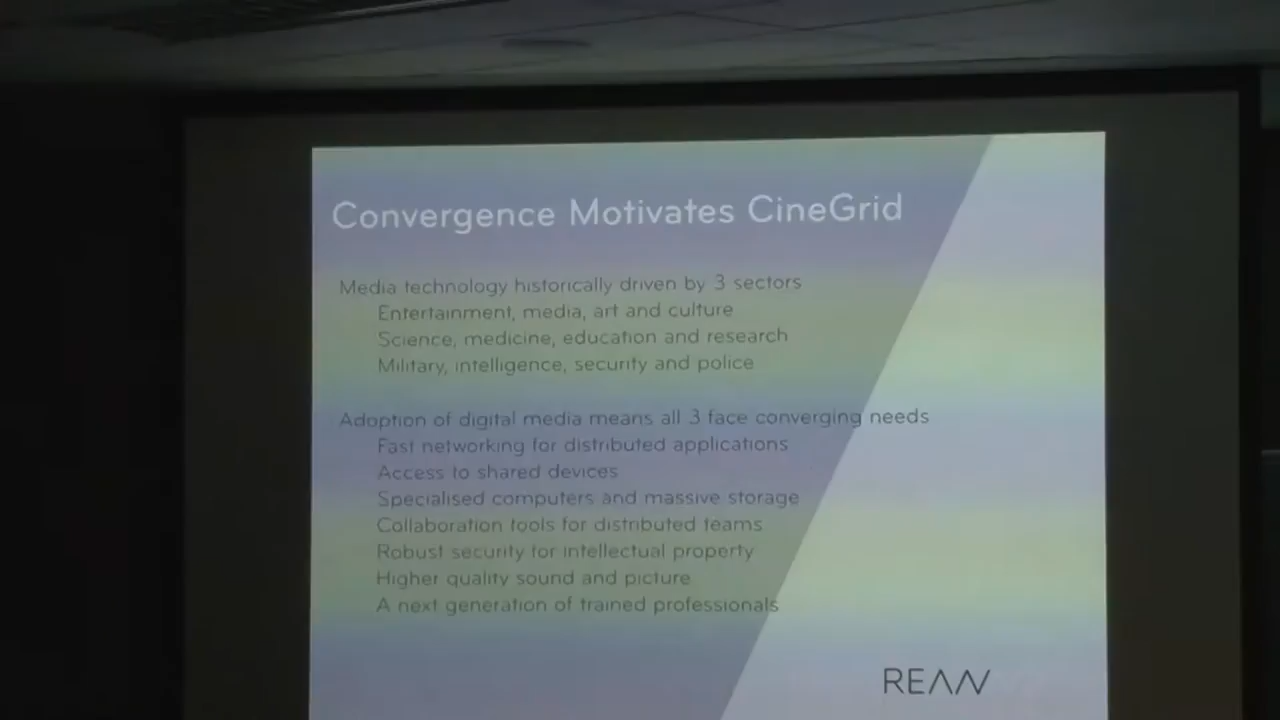 Convergence Motivates CineGrid
Media technology historically driven by 3 sectors
Entertainment, media, art and culture
Science, medicine, education and research
Military, intelligence, security and police
Adoption of digital media means all 3 face converging needs
Fast networking for distributed applications
Access to shared devices
Specialised computers and massive storage
Collaboration tools for distributed teams
Robust security for intellectual property
Higher quality sound and picture
A next generation of trained professionals
REANN